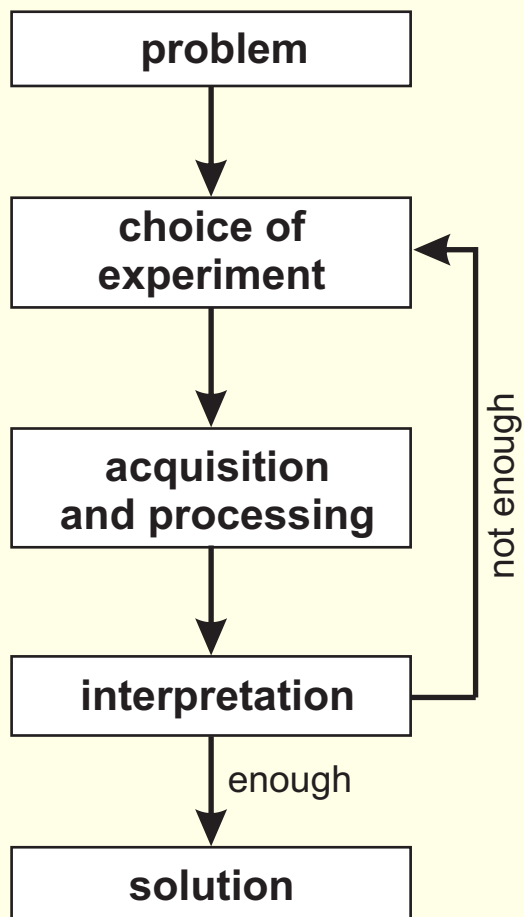 problem
choice of
experiment
acquisition
and processing
not enough
interpretation
enough
solution